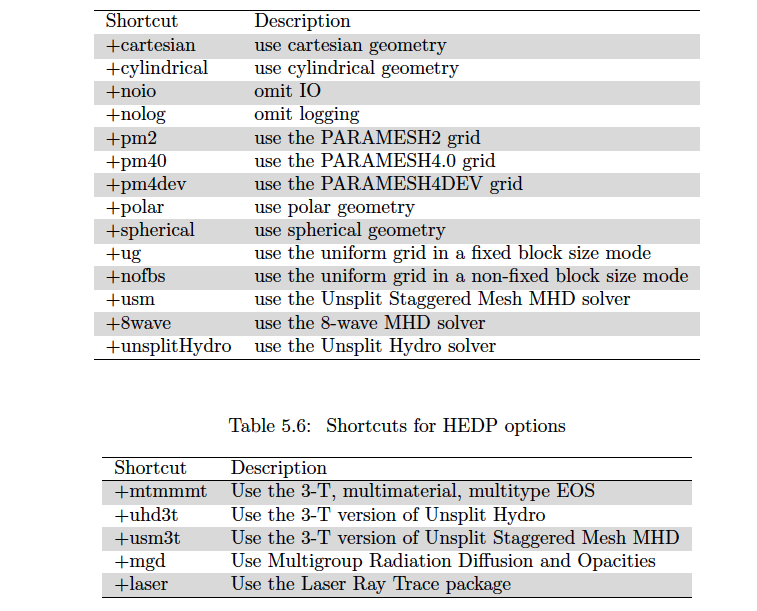 Shortcut Description
+cartesian use cartesian geometry
+cylindrical use cylindrical geometry
+noio omit IO
+nolog omit logging
+pm2 use the PARAMESH2 grid
+pm40 use the PARAMESH4.0 grid
+pm4dev use the PARAMESH4DEV grid
+polar use polar geometry
+spherical use spherical geometry
+ug use the uniform grid in a fixed block size mode
+nofbs use the uniform grid in a non-fixed block size mode
+usm use the Unsplit Staggered Mesh MHD solver
+8wave use the 8-wave MHD solver
+unsplitHydro use the Unsplit Hydro solver
Table 5.6: Shortcuts for HEDP options
Shortcut Description
+mtmmmt Use the 3-T, multimaterial, multitype EOS
+uhd3t Use the 3-T version of Unsplit Hydro
+usm3t Use the 3-T version of Unsplit Staggered Mesh MHD
+mgd Use Multigroup Radiation Diffusion and Opacities
+laser Use the Laser Ray Trace package